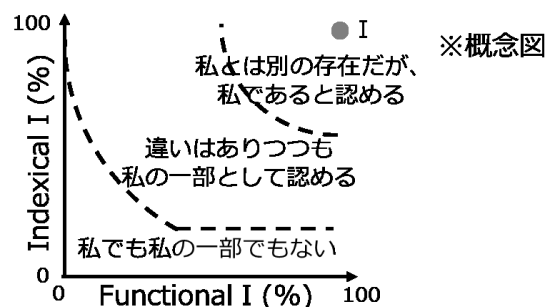 100
I
※概念図
私とは別の存在だが、
私であると認める
違いはありつつも
私の一部として認める
私でも私の一部でもない
Indexical I (%)
0
0
Functional I (%)
100